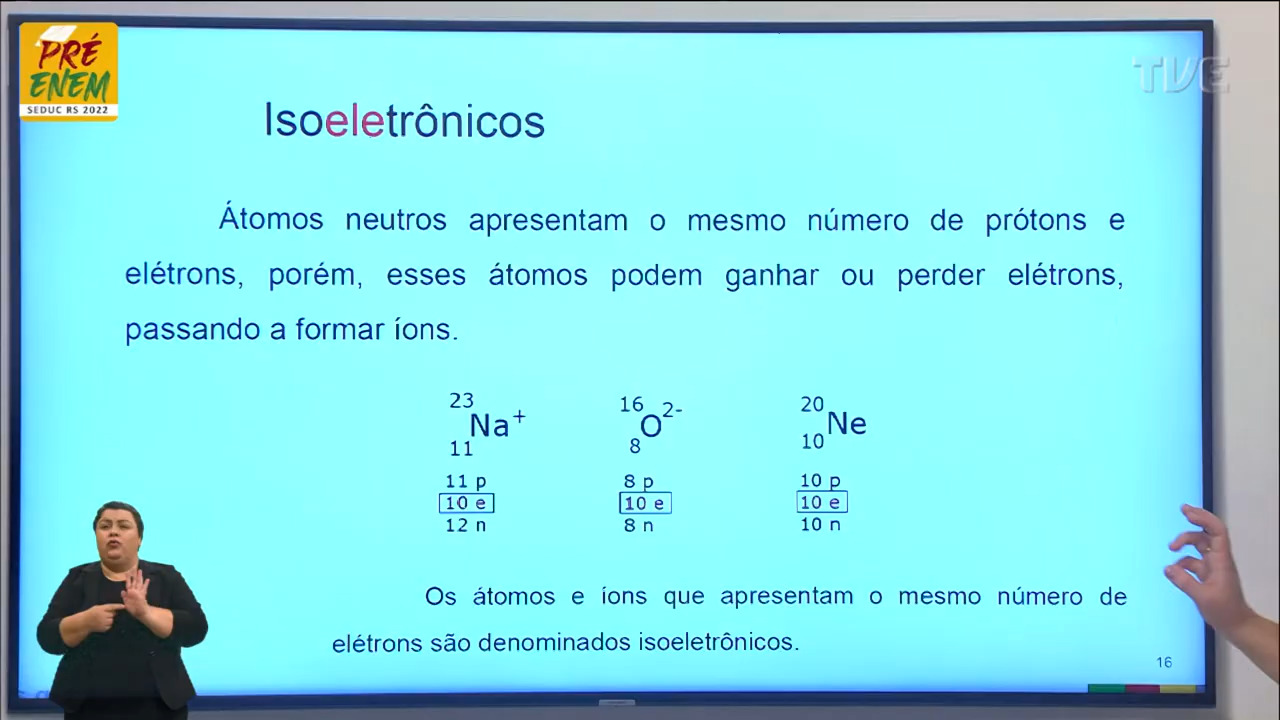 PRÉ
ENEM
SEDUC RS 2022
TVE
Isoeletrônicos
Átomos neutros apresentam o mesmo número de prótons e
elétrons, porém, esses átomos podem ganhar ou perder elétrons,
passando a formar íons.
23 Na+ 11
16 O2- 8
20 Ne 10
11 p
10 e
12 n
8 p
10 e
8 n
10 p
10 e
10 n
Os átomos e íons que apresentam o mesmo número de
elétrons são denominados isoeletrônicos.
16